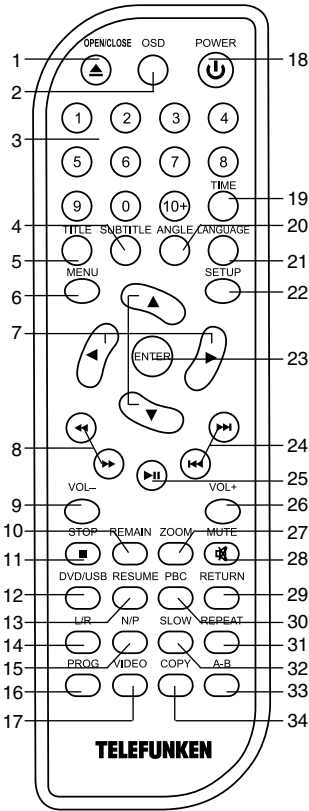 OPEN/CLOSE OSD POWER
1 18
2
3
1 2 3 4
5 6 7 8
TIME
9 0 10+
19
4 20
TITLE SUBTITLE ANGLE LANGUAGE
5 21
MENU SETUP
6 22
7
ENTER
23
8 24
25
VOL– VOL+
9 26
10 27
STOP REMAIN ZOOM MUTE
11 28
DVD/USB RESUME PBC RETURN
12 29
13 30
L/R N/P SLOW REPEAT
14 31
15 32
PROG VIDEO COPY A-B
16 33
17 34
TELEFUNKEN